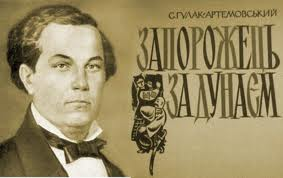 С.ГУЛАК-АРТЕМОВСЬКИЙ
ЗАПОРОЖЕЦЬ
ЗА ДУНАЄМ